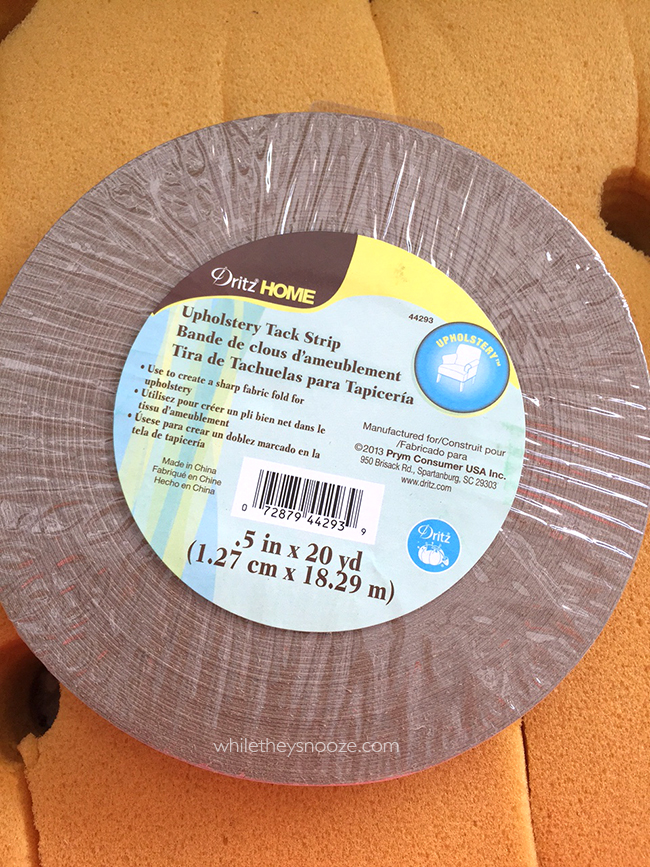 Dritz® HOME
44293
Upholstery Tack Strip
Bande de clous d'ameublement
Tira de Tachuelas para Tapicería
UPHOLSTERY™
• Use to create a sharp fabric fold for
upholstery
• Utilisez pour créer un pli bien net dans le
tissu d'ameublement
• Úsese para crear un doblez marcado en la
tela de tapicería
Manufactured for/Construit pour
/Fabricado para
©2013 Prym Consumer USA Inc.
950 Brisack Rd., Spartanburg, SC 29303
www.dritz.com
Made in China
Fabriqué en Chine
Hecho en China
0 72879 44293 9
Dritz®
.5 in x 20 yd
(1.27 cm x 18.29 m)
whiletheysnooze.com